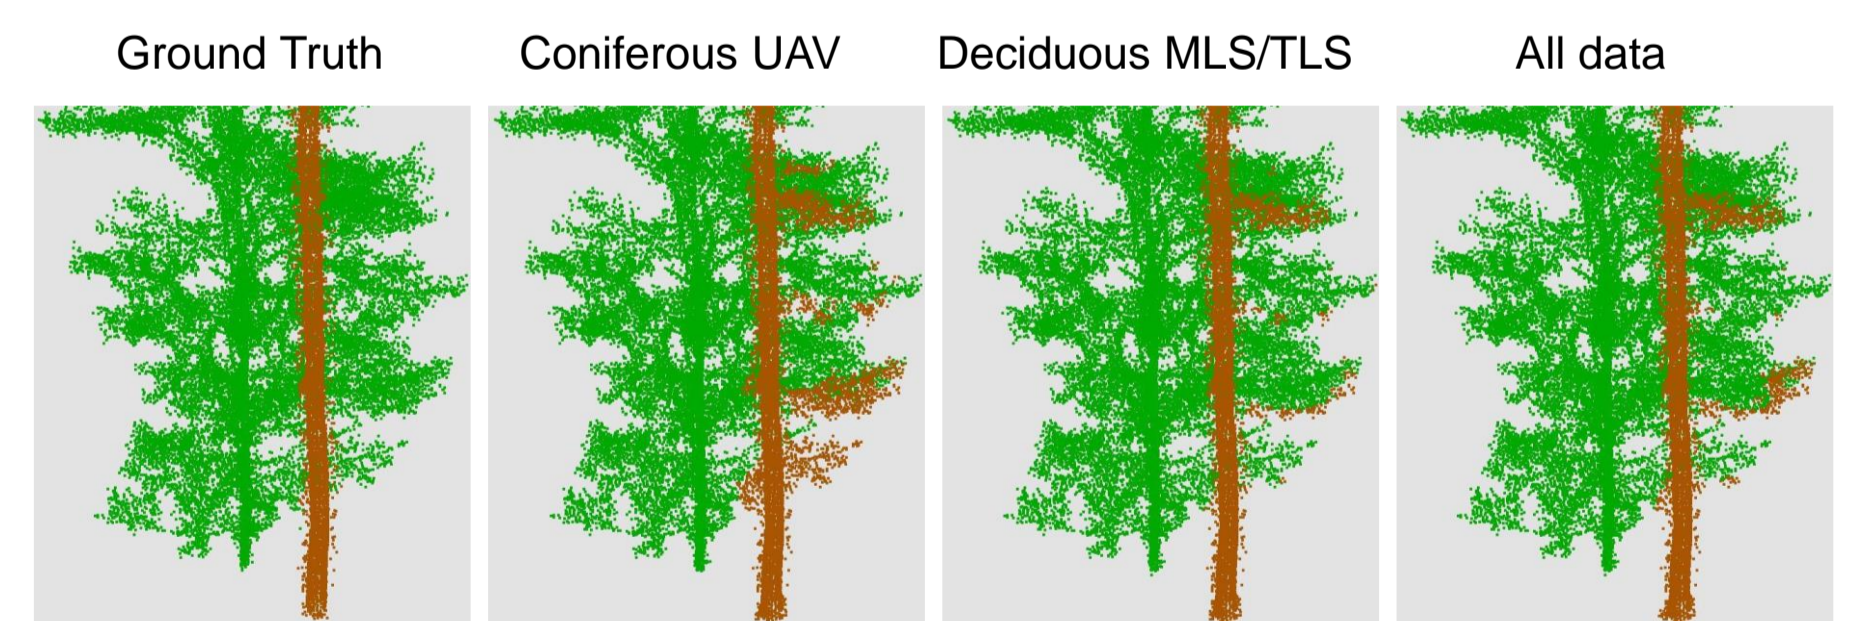 Ground Truth
Coniferous UAV
Deciduous MLS/TLS
All data